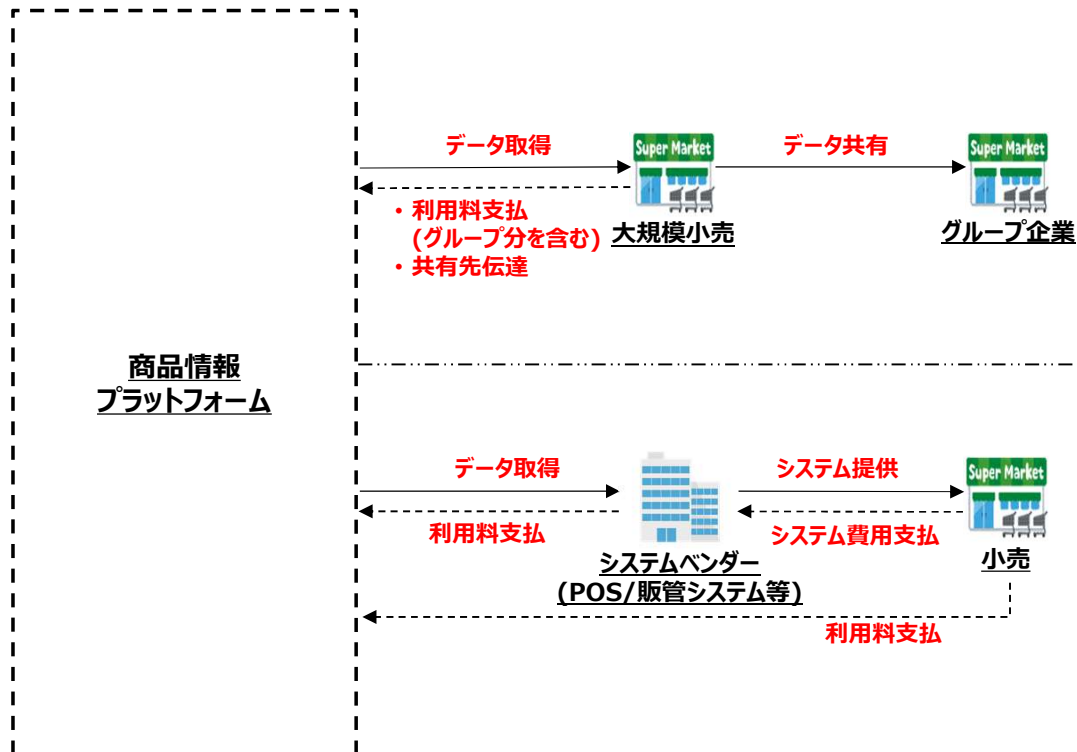 データ取得
データ共有
Super Market
Super Market
・利用料支払
(グループ分を含む)
・共有先伝達
大規模小売
グループ企業
商品情報
プラットフォーム
データ取得
システム提供
Super Market
利用料支払
システム費用支払
システムベンダー
(POS/販管システム等)
小売
利用料支払